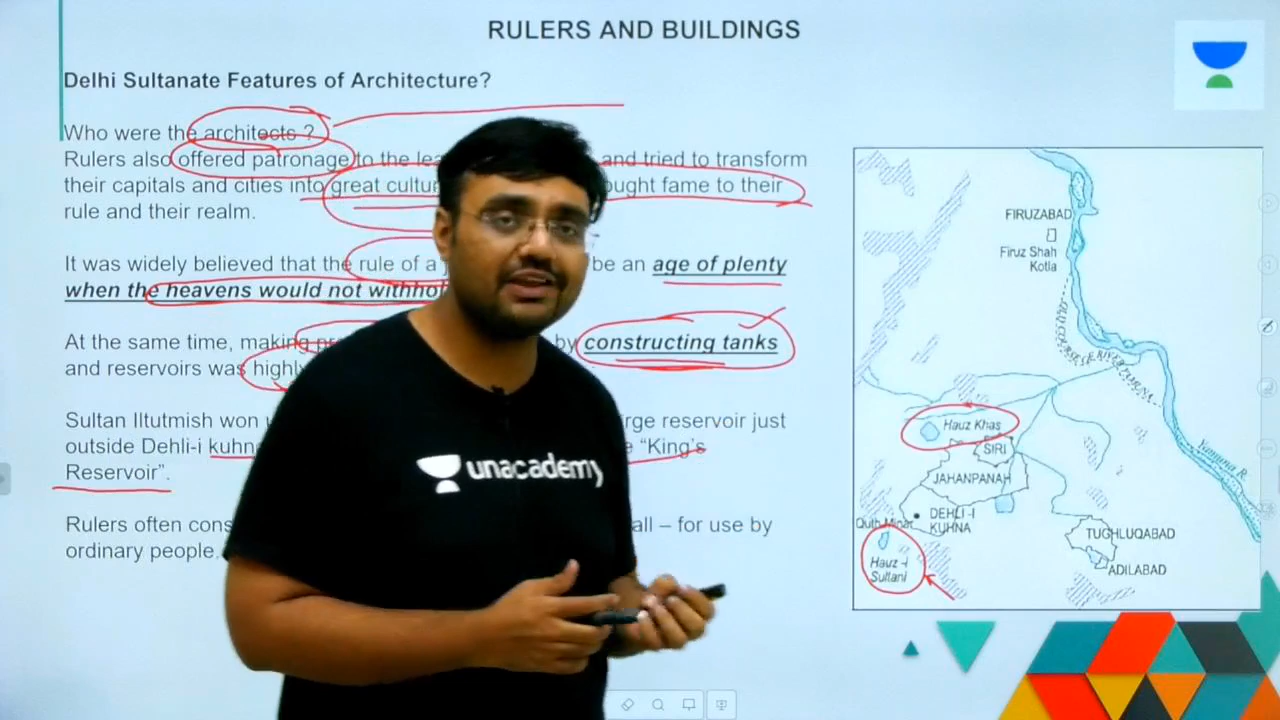 RULERS AND BUILDINGS
Delhi Sultanate Features of Architecture?
Who were the architects ?
Rulers also offered patronage to the and tried to transform
their capitals and cities into great fame to their
rule and their realm.
It was widely believed that the rule of a be an age of plenty
when the heavens would not
At the same time, making by constructing tanks
and reservoirs was highly
Sultan Iltutmish won reservoir just
outside Dehli-i “King’s
Reservoir”.
Rulers often – for use by
ordinary people.
unacademy
FIRUZABAD
Firuz Shah
Kotla
OLD COURSE OF RIVER YAMUNA
Yamuna R.
Hauz Khas
SIRI
JAHANPANAH
DEHLI-I
Qutb Minar KUHNA
TUGHLUQABAD
Hauz-i
Sultani
ADILABAD